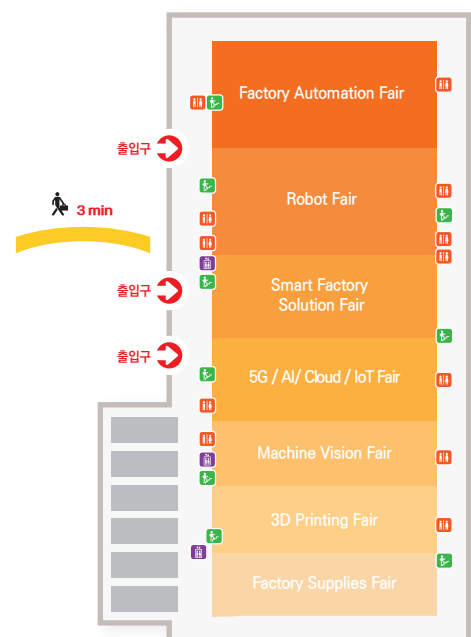 Factory Automation Fair
출입구
Robot Fair
3 min
Smart Factory
Solution Fair
출입구
출입구
5G / AI/ Cloud / IoT Fair
Machine Vision Fair
3D Printing Fair
Factory Supplies Fair